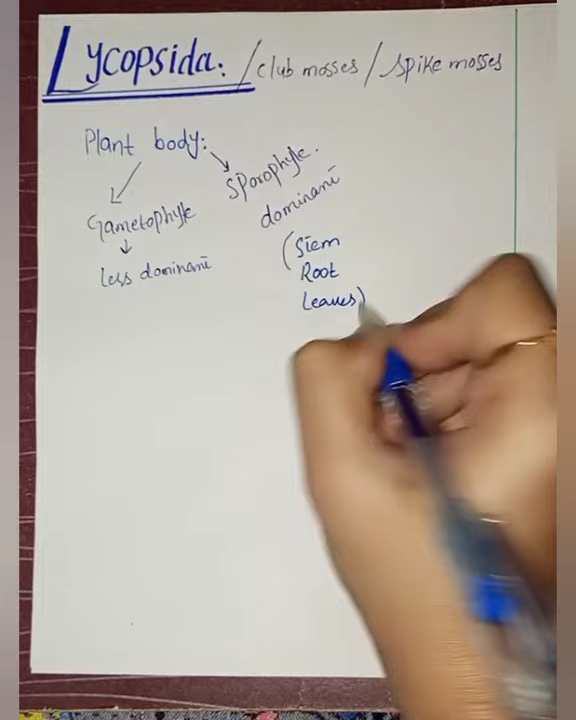 Lycopsida. / club mosses / spike mosses
Plant body:
Gametophyte
less dominant
Sporophyte.
dominant
(Stem
Root
Leaves)